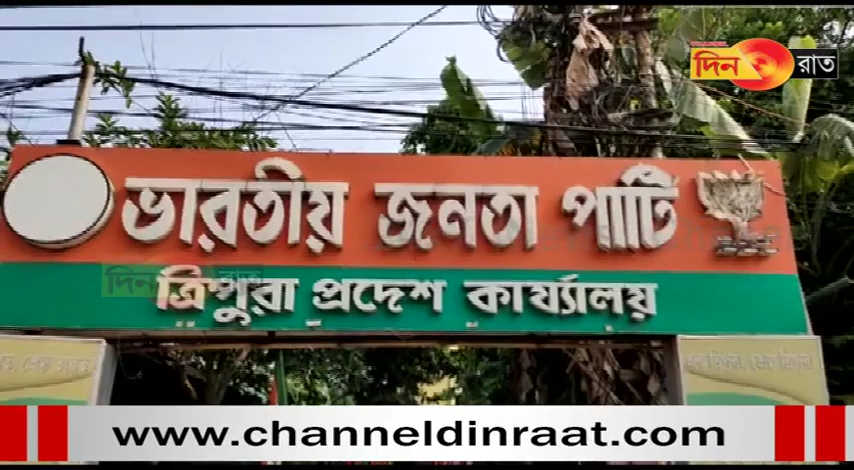 দিন রাত
ভারতীয় জনতা পার্টি
ত্রিপুরা প্রদেশ কার্য্যালয়
দিন রাত
www.channeldinraat.com